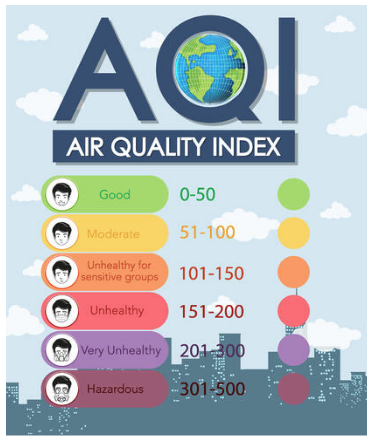 AQI
AIR QUALITY INDEX
Good 0-50
Moderate 51-100
Unhealthy for
sensitive groups 101-150
Unhealthy 151-200
Very Unhealthy 201-300
Hazardous 301-500